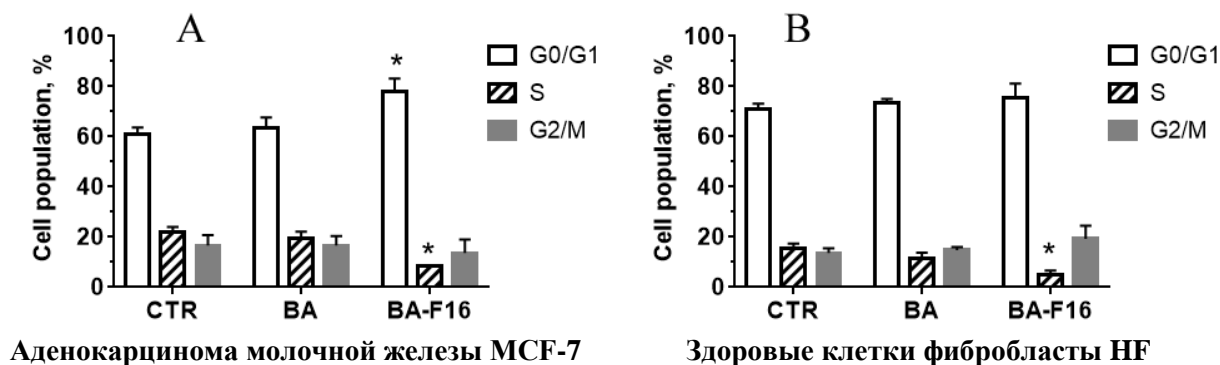 A
Cell population, %
100
80
60
40
20
0
*
*
CTR
BA
BA-F16
G0/G1
S
G2/M
Аденокарцинома молочной железы MCF-7
B
Cell population, %
100
80
60
40
20
0
*
CTR
BA
BA-F16
G0/G1
S
G2/M
Здоровые клетки фибробласты HF